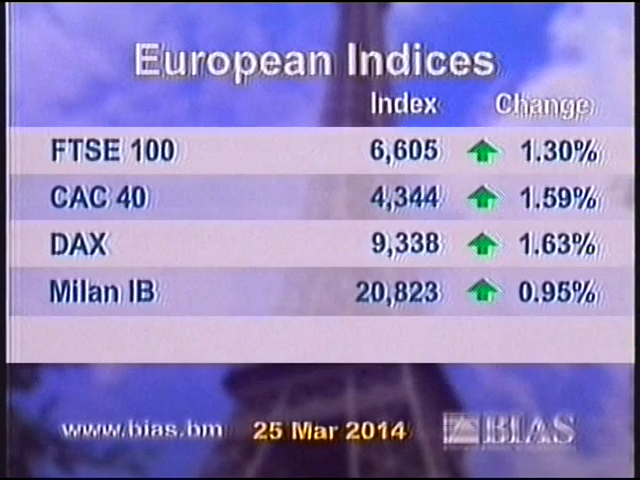 European Indices
Index Change
FTSE 100 6,605 1.30%
CAC 40 4,344 1.59%
DAX 9,338 1.63%
Milan IB 20,823 0.95%
www.bias.bm 25 Mar 2014 BIAS